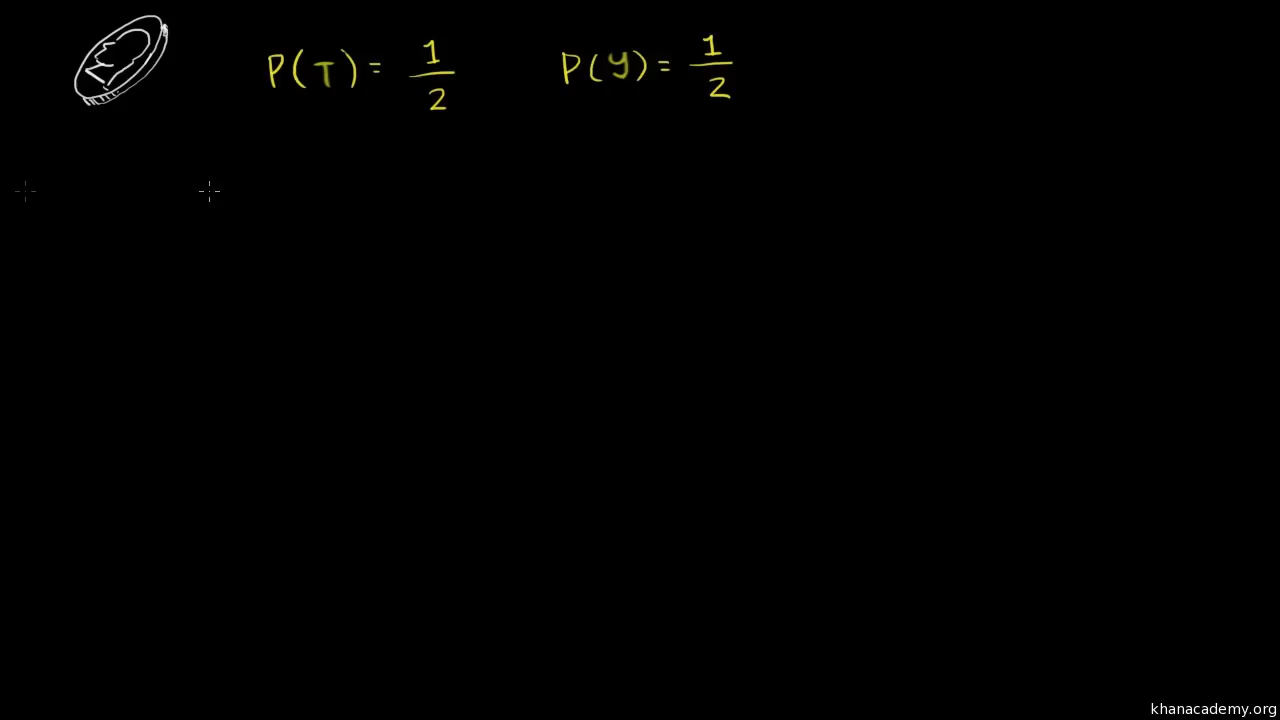 P(T) = 1/2 P(y) = 1/2
khanacademy.org